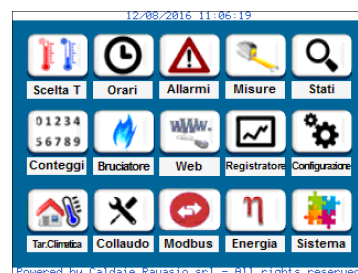 12/08/2016 11:06:19
Scelta T Orari Allarmi Misure Stati
01234
56789
www.
Conteggi Bruciatore Web Registratore Configurazione
η
Tar.Climatica Collaudo Modbus Energia Sistema
Powered by Caldaie Ravasio srl - All rights reserved